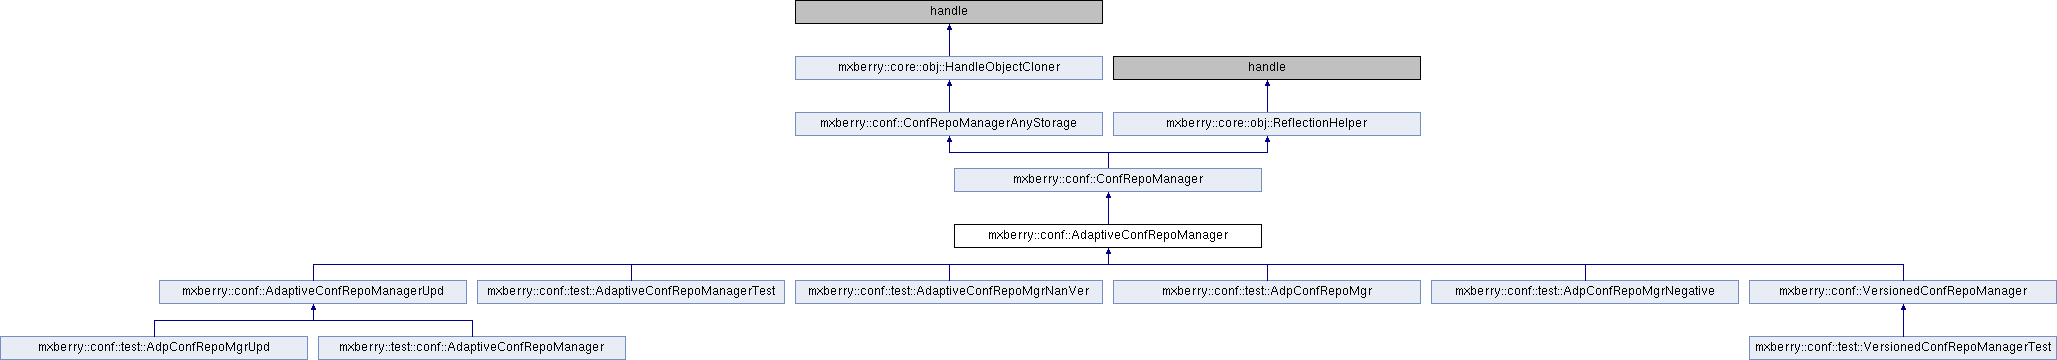 handle
mxberry::core::obj::HandleObjectCloner
handle
mxberry::conf::ConfRepoManagerAnyStorage
mxberry::core::obj::ReflectionHelper
mxberry::conf::ConfRepoManager
mxberry::conf::AdaptiveConfRepoManager
mxberry::conf::AdaptiveConfRepoManagerUpd
mxberry::conf::test::AdaptiveConfRepoManagerTest
mxberry::conf::test::AdaptiveConfRepoMgrNanVer
mxberry::conf::test::AdpConfRepoMgr
mxberry::conf::test::AdpConfRepoMgrNegative
mxberry::conf::VersionedConfRepoManager
mxberry::conf::test::AdpConfRepoMgrUpd
mxberry::test::conf::AdaptiveConfRepoManager
mxberry::conf::test::VersionedConfRepoManagerTest